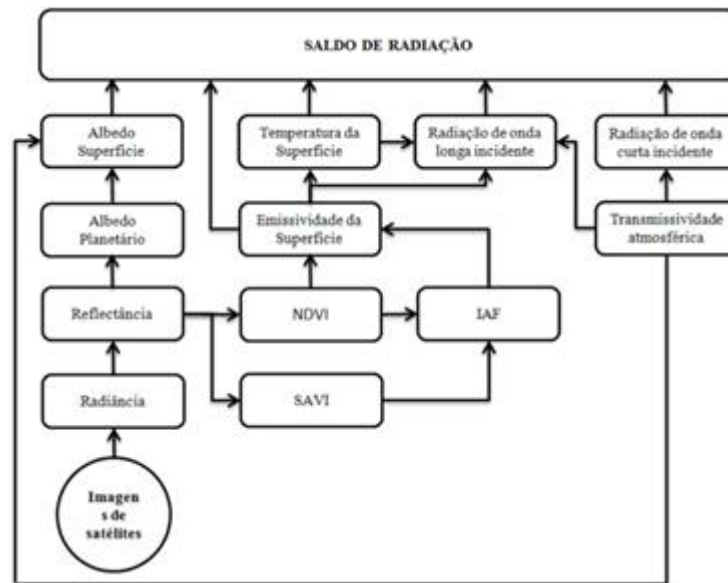 SALDO DE RADIAÇÃO
Albedo
Superfície
Temperatura da
Superfície
Radiação de onda
longa incidente
Radiação de onda
curta incidente
Albedo
Planetário
Emissividade da
Superfície
Transmissividade
atmosférica
Reflectância
NDVI
IAF
Radiância
SAVI
Imagen
s de
satélites